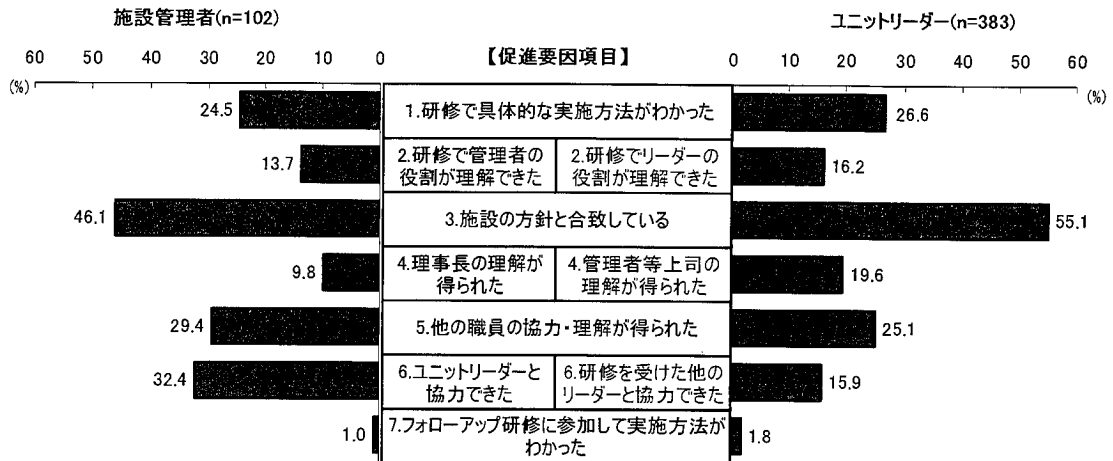 施設管理者(n=102)
ユニットリーダー(n=383)
60 50 40 30 20 10 0
【促進要因項目】
0 10 20 30 40 50 60
(%)
(%)
24.5
1.研修で具体的な実施方法がわかった
26.6
13.7
2.研修で管理者の
役割が理解できた
2.研修でリーダーの
役割が理解できた
16.2
46.1
3.施設の方針と合致している
55.1
9.8
4.理事長の理解が
得られた
4.管理者等上司の
理解が得られた
19.6
29.4
5.他の職員の協力・理解が得られた
25.1
32.4
6.ユニットリーダーと
協力できた
6.研修を受けた他の
リーダーと協力できた
15.9
1.0
7.フォローアップ研修に参加して実施方法が
わかった
1.8